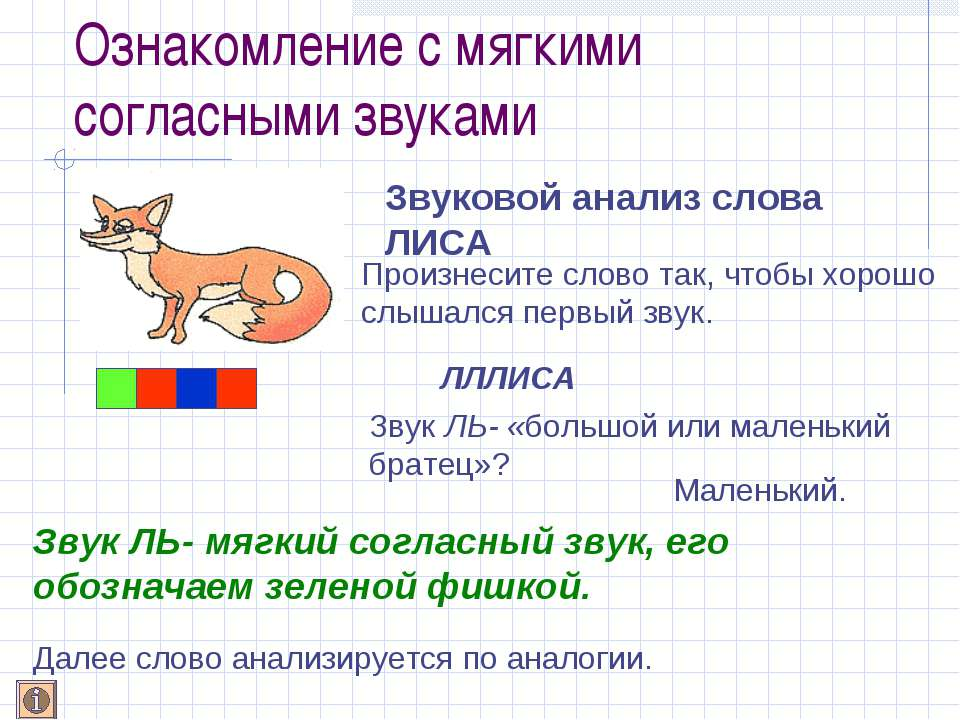 Ознакомление с мягкими
согласными звуками
Звуковой анализ слова
ЛИСА
Произнесите слово так, чтобы хорошо
слышался первый звук.
ЛЛЛИСА
Звук ЛЬ- «большой или маленький
братец»?
Маленький.
Звук ЛЬ- мягкий согласный звук, его
обозначаем зеленой фишкой.
Далее слово анализируется по аналогии.
i